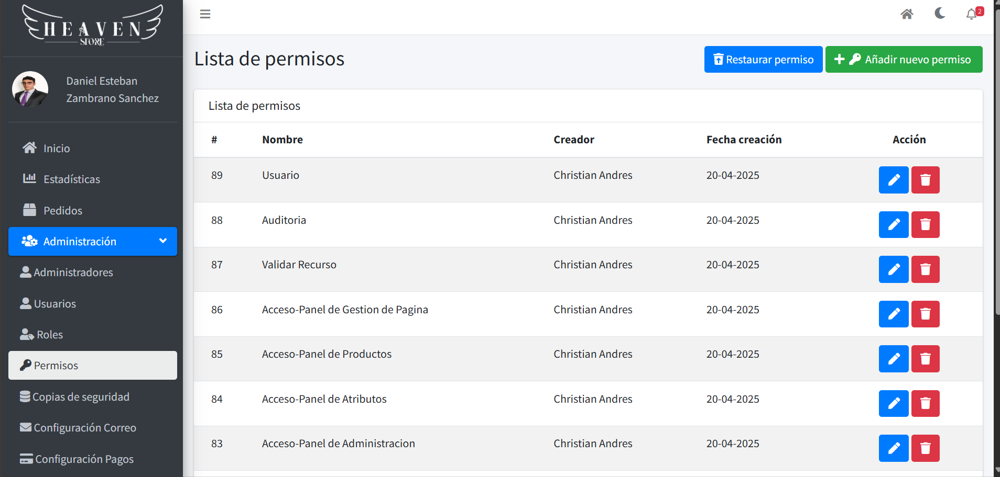 HEAVEN
STORE
Daniel Esteban
Zambrano Sanchez
Inicio
Estadísticas
Pedidos
Administración
Administradores
Usuarios
Roles
Permisos
Copias de seguridad
Configuración Correo
Configuración Pagos
2
Lista de permisos
Restaurar permiso
Añadir nuevo permiso
Lista de permisos
# Nombre Creador Fecha creación Acción
89 Usuario Christian Andres 20-04-2025
88 Auditoria Christian Andres 20-04-2025
87 Validar Recurso Christian Andres 20-04-2025
86 Acceso-Panel de Gestion de Pagina Christian Andres 20-04-2025
85 Acceso-Panel de Productos Christian Andres 20-04-2025
84 Acceso-Panel de Atributos Christian Andres 20-04-2025
83 Acceso-Panel de Administracion Christian Andres 20-04-2025